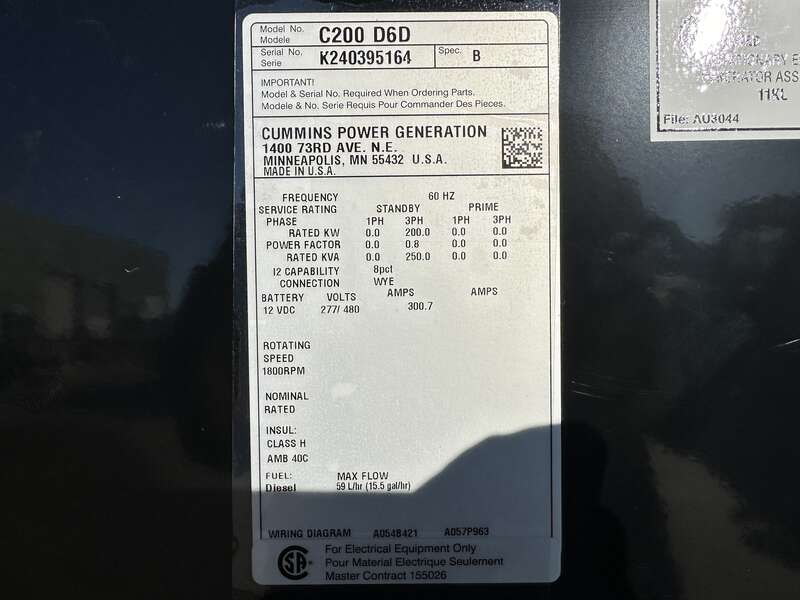 Model No. C200 D6D
Modele
Serial No. K240395164 Spec. B
Serie
IMPORTANT!
Model & Serial No. Required When Ordering Parts.
Modele & No. Serie Requis Pour Commander Des Pieces.
CUMMINS POWER GENERATION
1400 73RD AVE. N.E.
MINNEAPOLIS, MN 55432 U.S.A.
MADE IN U.S.A.
FREQUENCY 60 HZ
SERVICE RATING STANDBY PRIME
PHASE 1PH 3PH 1PH 3PH
RATED KW 0.0 200.0 0.0 0.0
POWER FACTOR 0.0 0.8 0.0 0.0
RATED KVA 0.0 250.0 0.0 0.0
I2 CAPABILITY 8pct
CONNECTION WYE
BATTERY VOLTS AMPS AMPS
12 VDC 277/ 480 300.7
ROTATING
SPEED
1800RPM
NOMINAL
RATED
INSUL:
CLASS H
AMB 40C
FUEL: MAX FLOW
Diesel 59 L/hr (15.5 gal/hr)
WIRING DIAGRAM A054B421 A057P963
CSA
For Electrical Equipment Only
Pour Material Electrique Seulement
Master Contract 155026
11KL
File: AU3044